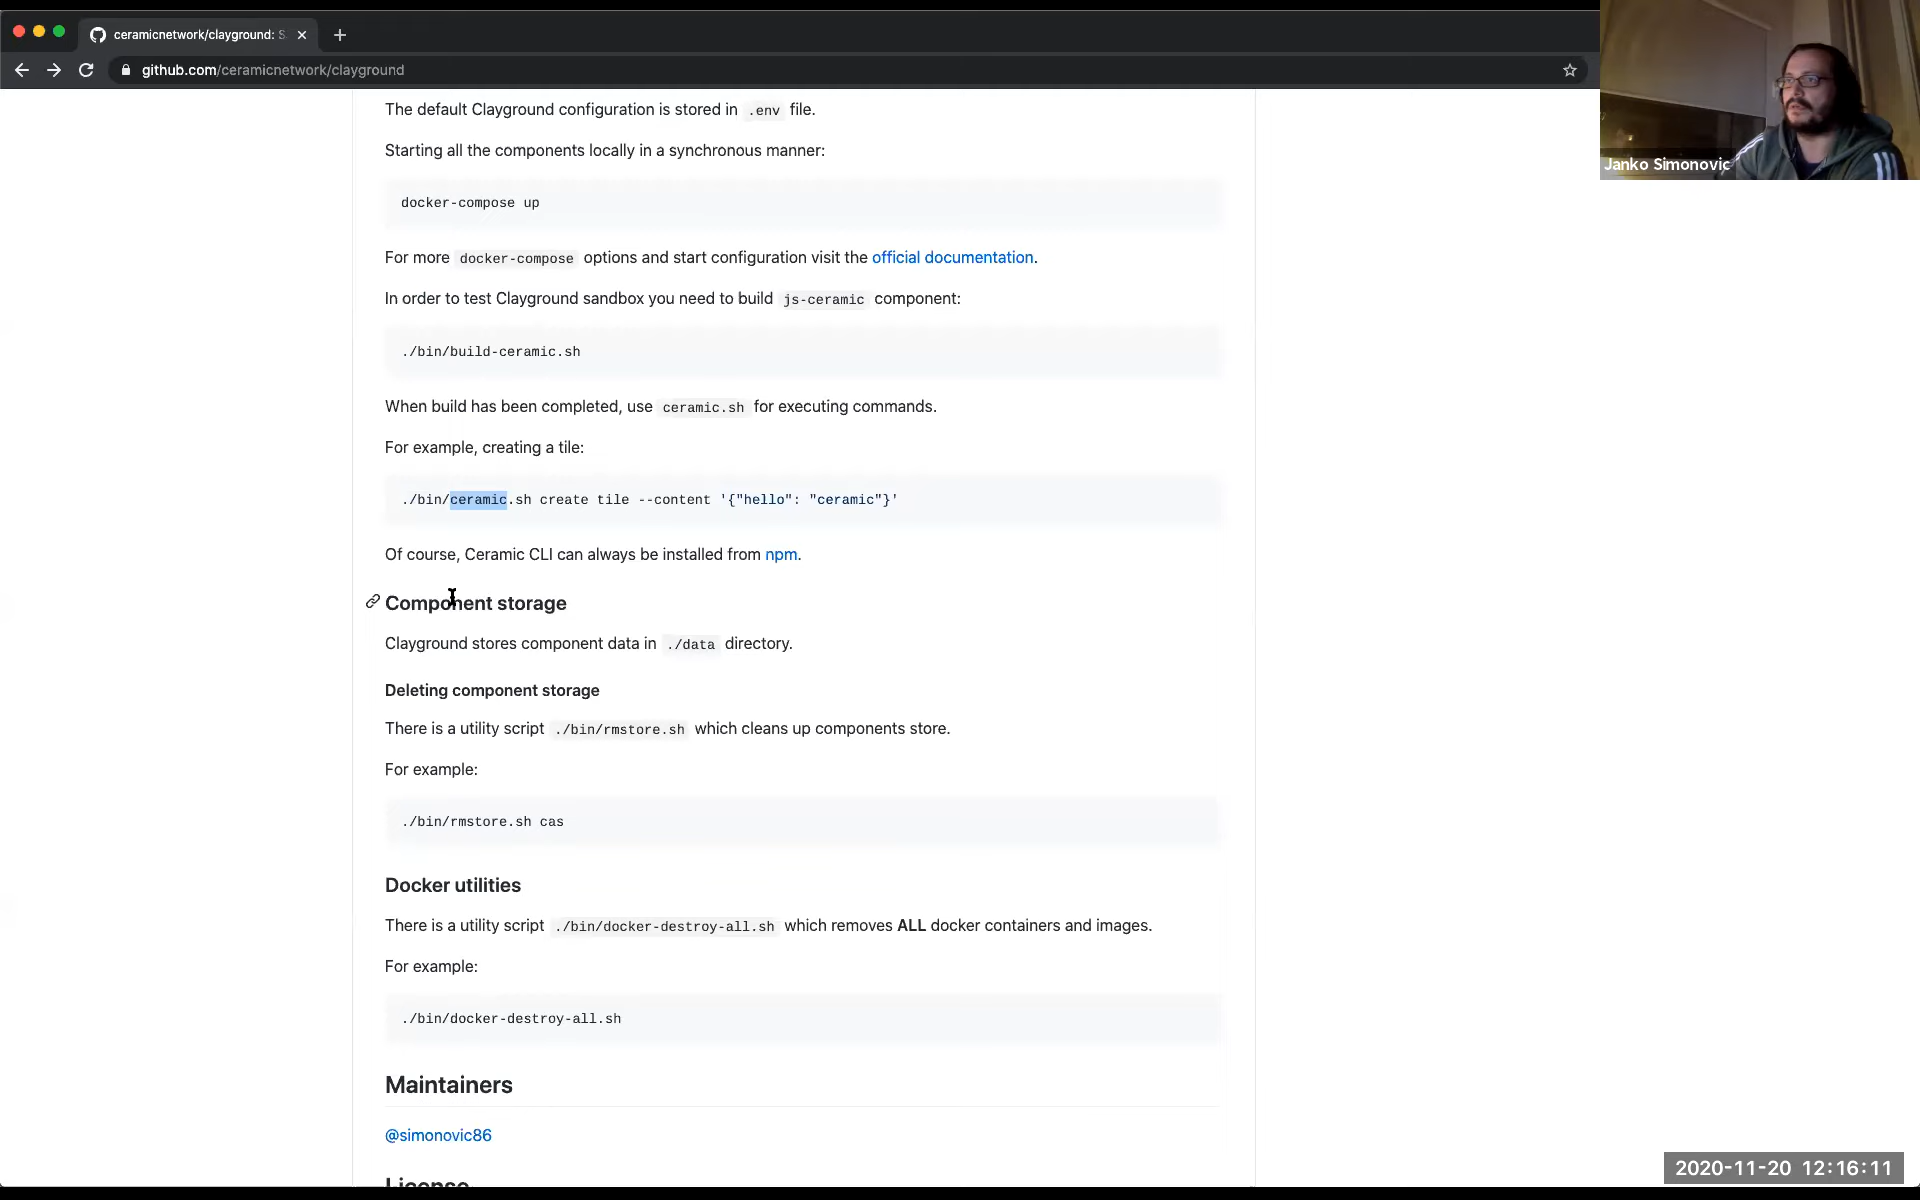 ceramicnetwork/clayground: S
github.com/ceramicnetwork/clayground
Janko Simonovic
The default Clayground configuration is stored in .env file.
Starting all the components locally in a synchronous manner:
docker-compose up
For more docker-compose options and start configuration visit the official documentation.
In order to test Clayground sandbox you need to build js-ceramic component:
./bin/build-ceramic.sh
When build has been completed, use ceramic.sh for executing commands.
For example, creating a tile:
./bin/ceramic.sh create tile --content '{"hello": "ceramic"}'
Of course, Ceramic CLI can always be installed from npm.
Component storage
Clayground stores component data in ./data directory.
Deleting component storage
There is a utility script ./bin/rmstore.sh which cleans up components store.
For example:
./bin/rmstore.sh cas
Docker utilities
There is a utility script ./bin/docker-destroy-all.sh which removes ALL docker containers and images.
For example:
./bin/docker-destroy-all.sh
Maintainers
@simonovic86
License
2020-11-20 12:16:11